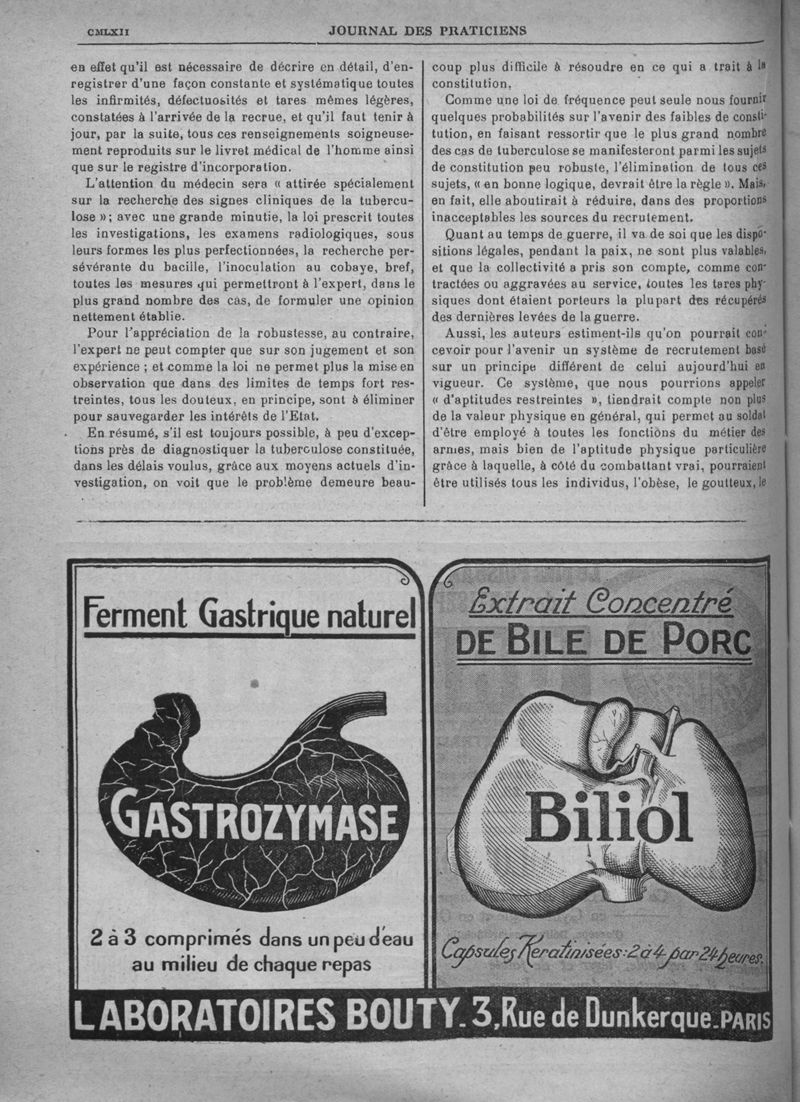 CMLXII
JOURNAL DES PRATICIENS
en effet qu'il est nécessaire de décrire en détail, d'en-
registrer d'une façon constante et systématique toutes
les infirmités, défectuosités et tares mêmes légères,
constatées à l'arrivée de la recrue, et qu'il faut tenir à
jour, par la suite, tous ces renseignements soigneuse-
ment reproduits sur le livret médical de l'homme ainsi
que sur le registre d'incorporation.
L'attention du médecin sera « attirée spécialement
sur la recherche des signes cliniques de la tubercu-
lose » ; avec une grande minutie, la loi prescrit toutes
les investigations, les examens radiologiques, sous
leurs formes les plus perfectionnées, la recherche per-
sévérante du bacille, l'inoculation au cobaye, bref,
toutes les mesures qui permettront à l'expert, dans le
plus grand nombre des cas, de formuler une opinion
nettement établie.
Pour l'appréciation de la robustesse, au contraire,
l'expert ne peut compter que sur son jugement et son
expérience ; et comme la loi ne permet plus la mise en
observation que dans des limites de temps fort res-
treintes, tous les douteux, en principe, sont à éliminer
pour sauvegarder les intérêts de l'Etat.
En résumé, s'il est toujours possible, à peu d'excep-
tions près de diagnostiquer la tuberculose constituée,
dans les délais voulus, grâce aux moyens actuels d'in-
vestigation, on voit que le problème demeure beau-
coup plus difficile à résoudre en ce qui a trait à la
constitution.
Comme une loi de fréquence peut seule nous fournir
quelques probabilités sur l'avenir des faibles de consti-
tution, en faisant ressortir que le plus grand nombre
des cas de tuberculose se manifesteront parmi les sujets
de constitution peu robuste, l'élimination de tous ces
sujets, « en bonne logique, devrait être la règle ». Mais,
en fait, elle aboutirait à réduire, dans des proportions
inacceptables les sources du recrutement.
Quant au temps de guerre, il va de soi que les dispo-
sitions légales, pendant la paix, ne sont plus valables,
et que la collectivité a pris son compte, comme con-
tractées ou aggravées au service, toutes les tares phy-
siques dont étaient porteurs la plupart des récupérés
des dernières levées de la guerre.
Aussi, les auteurs estiment-ils qu'on pourrait con-
cevoir pour l'avenir un système de recrutement basé
sur un principe différent de celui aujourd'hui en
vigueur. Ce système, que nous pourrions appeler
« d'aptitudes restreintes », tiendrait compte non plus
de la valeur physique en général, qui permet au soldat
d'être employé à toutes les fonctions du métier des
armes, mais bien de l'aptitude physique particulière
grâce à laquelle, à côté du combattant vrai, pourraient
être utilisés tous les individus, l'obèse, le goutteux, le
Ferment Gastrique naturel
GASTROZYMASE
2 à 3 comprimés dans un peu d'eau
au milieu de chaque repas
Extrait Concentré
DE BILE DE PORC
Biliol
Capsules Kératinisées: 2 à 4 par 24 heures.
LABORATOIRES BOUTY. 3, Rue de Dunkerque. PARIS